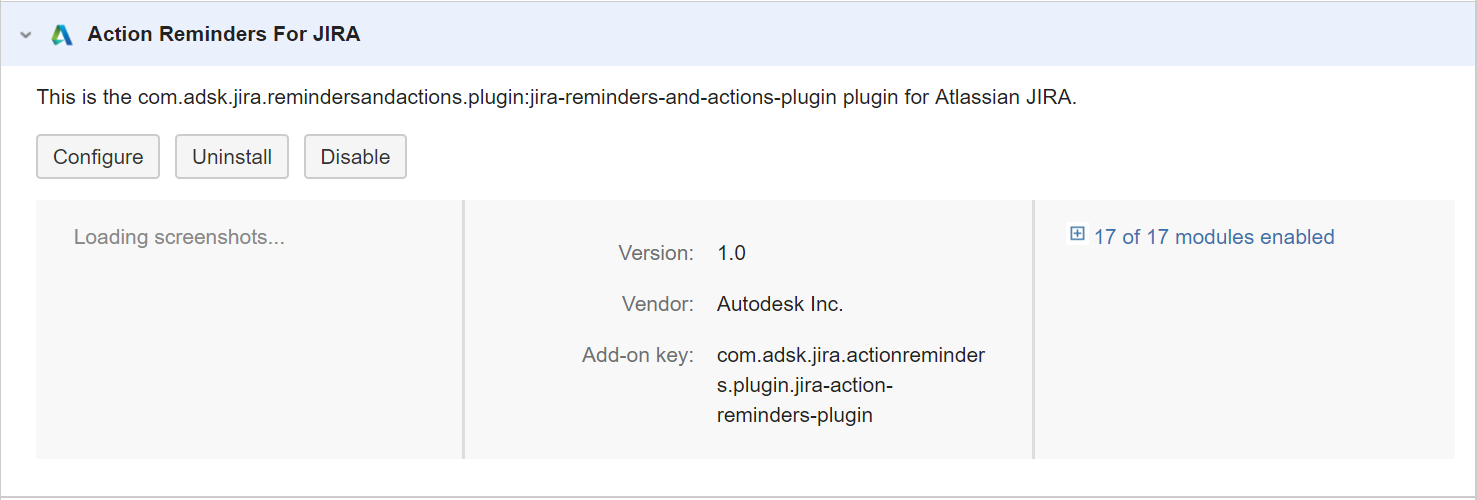 Action Reminders For JIRA
This is the com.adsk.jira.remindersandactions.plugin:jira-reminders-and-actions-plugin plugin for Atlassian JIRA.
Configure Uninstall Disable
Loading screenshots...
Version: 1.0
Vendor: Autodesk Inc.
Add-on key: com.adsk.jira.actionreminder
s.plugin.jira-action-
reminders-plugin
17 of 17 modules enabled